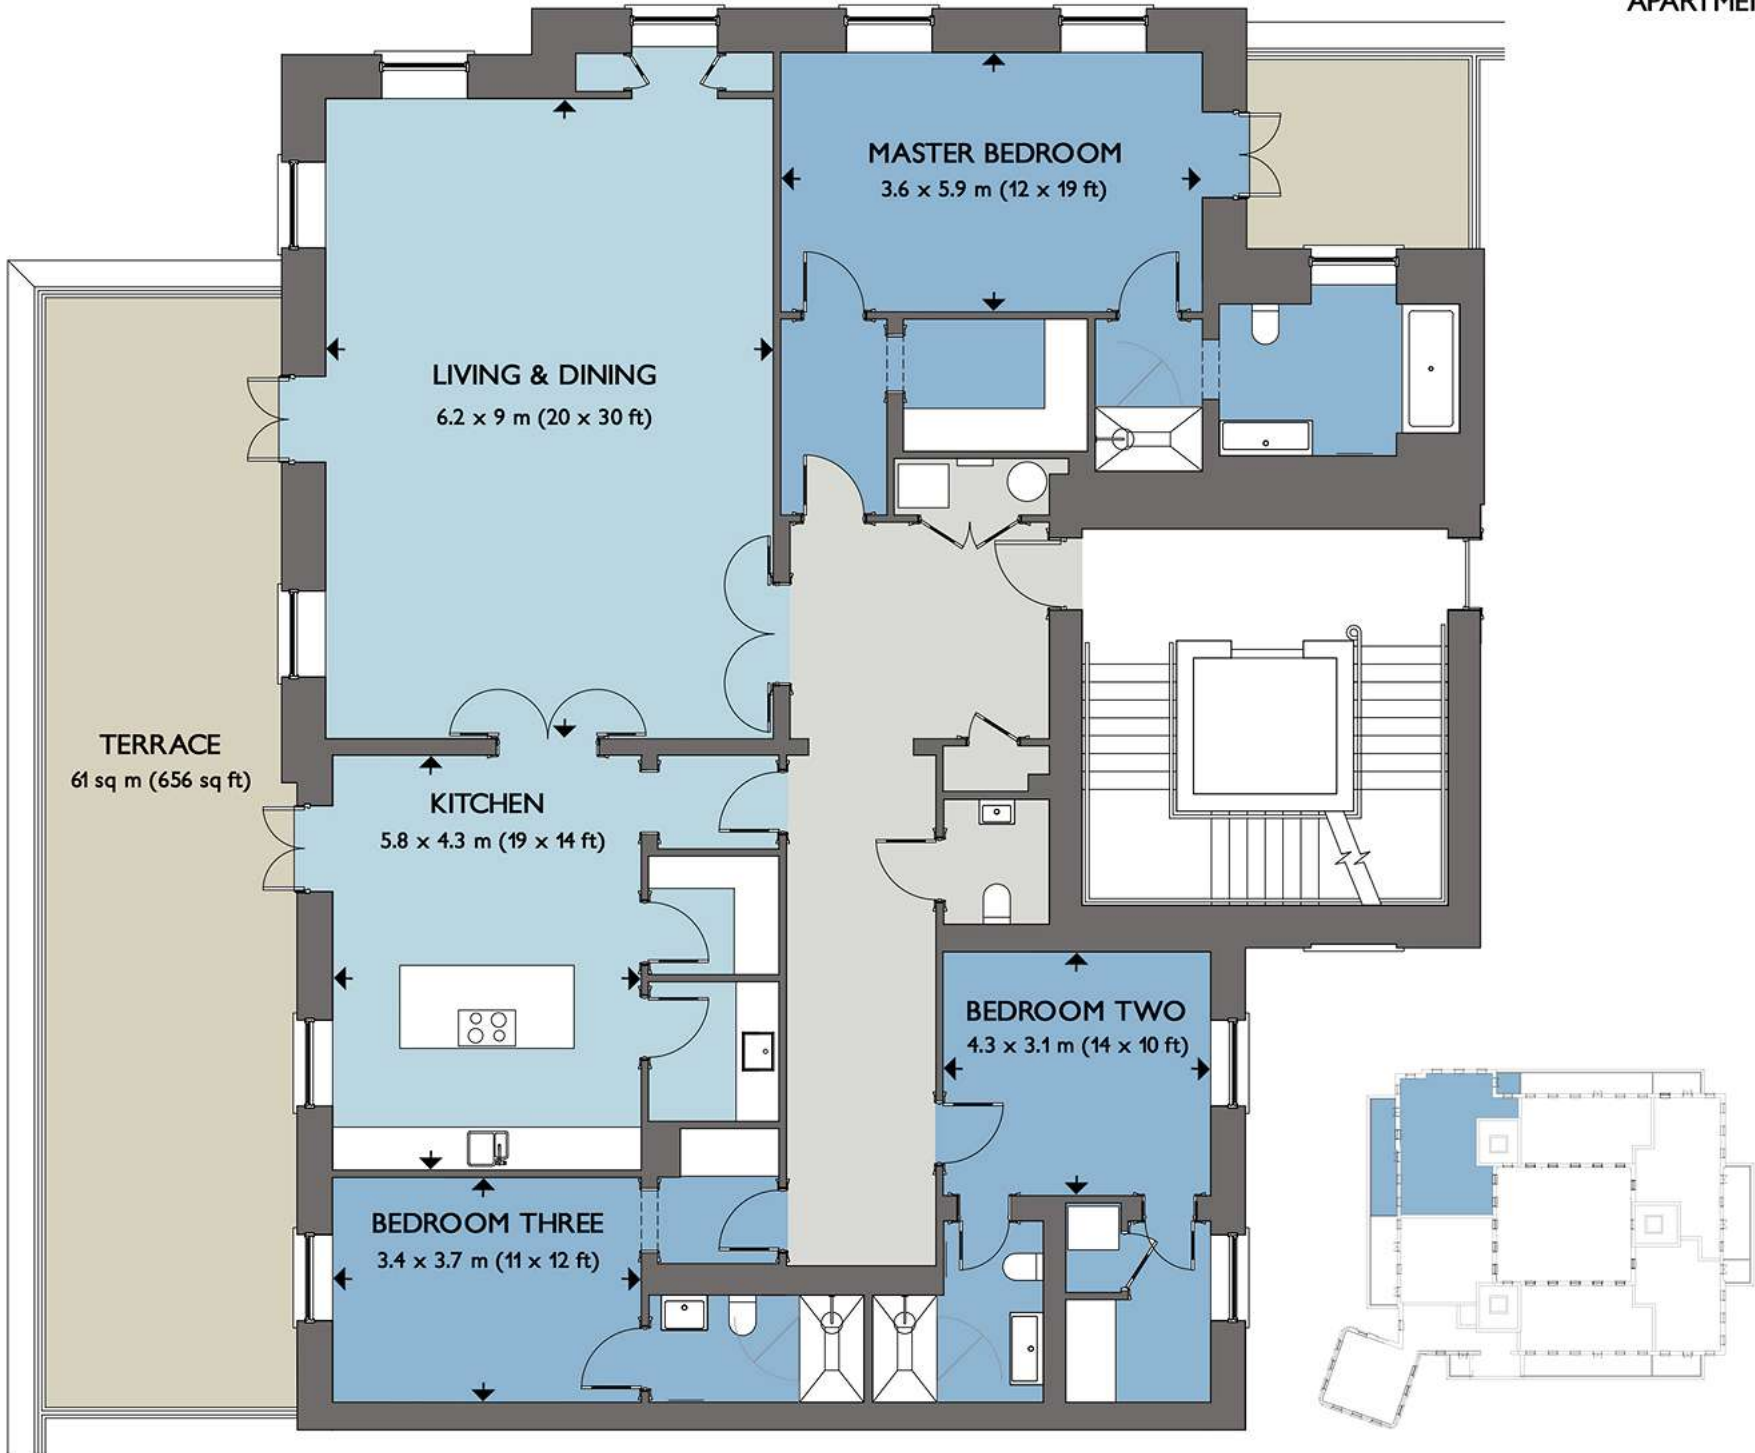 MASTER BEDROOM
3.6 x 5.9 m (12 x 19 ft)
LIVING & DINING
6.2 x 9 m (20 x 30 ft)
TERRACE
61 sq m (656 sq ft)
KITCHEN
5.8 x 4.3 m (19 x 14 ft)
BEDROOM TWO
4.3 x 3.1 m (14 x 10 ft)
BEDROOM THREE
3.4 x 3.7 m (11 x 12 ft)